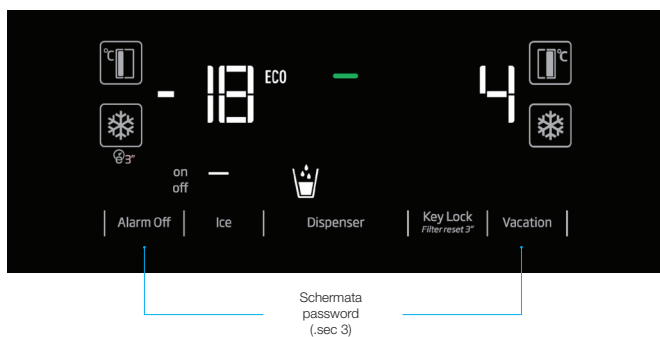 °C
°C
- 18 ECO
4
3"
on
off
Alarm Off
Ice
Dispenser
Key Lock
Filter reset 3"
Vacation
Schermata
password
(.sec 3)